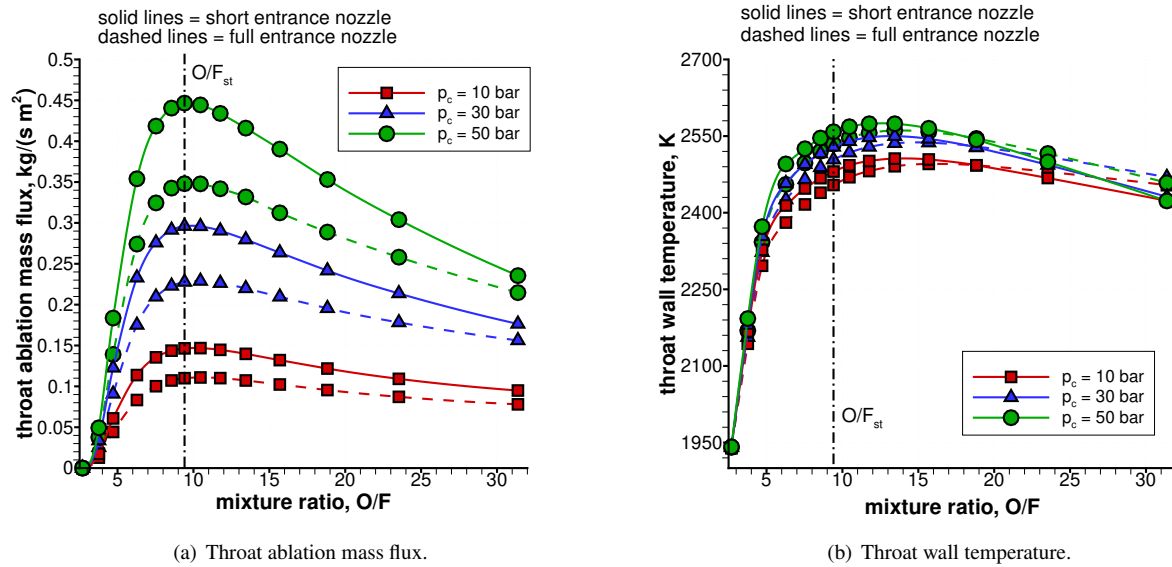 solid lines = short entrance nozzle
dashed lines = full entrance nozzle
0.5
0.45
0.4
0.35
0.3
0.25
0.2
0.15
0.1
0.05
0
throat ablation mass flux, kg/(s m²)
O/F_st
p_c = 10 bar
p_c = 30 bar
p_c = 50 bar
5 10 15 20 25 30
mixture ratio, O/F
(a) Throat ablation mass flux.
solid lines = short entrance nozzle
dashed lines = full entrance nozzle
2700
2550
2400
2250
2100
1950
throat wall temperature, K
O/F_st
p_c = 10 bar
p_c = 30 bar
p_c = 50 bar
5 10 15 20 25 30
mixture ratio, O/F
(b) Throat wall temperature.